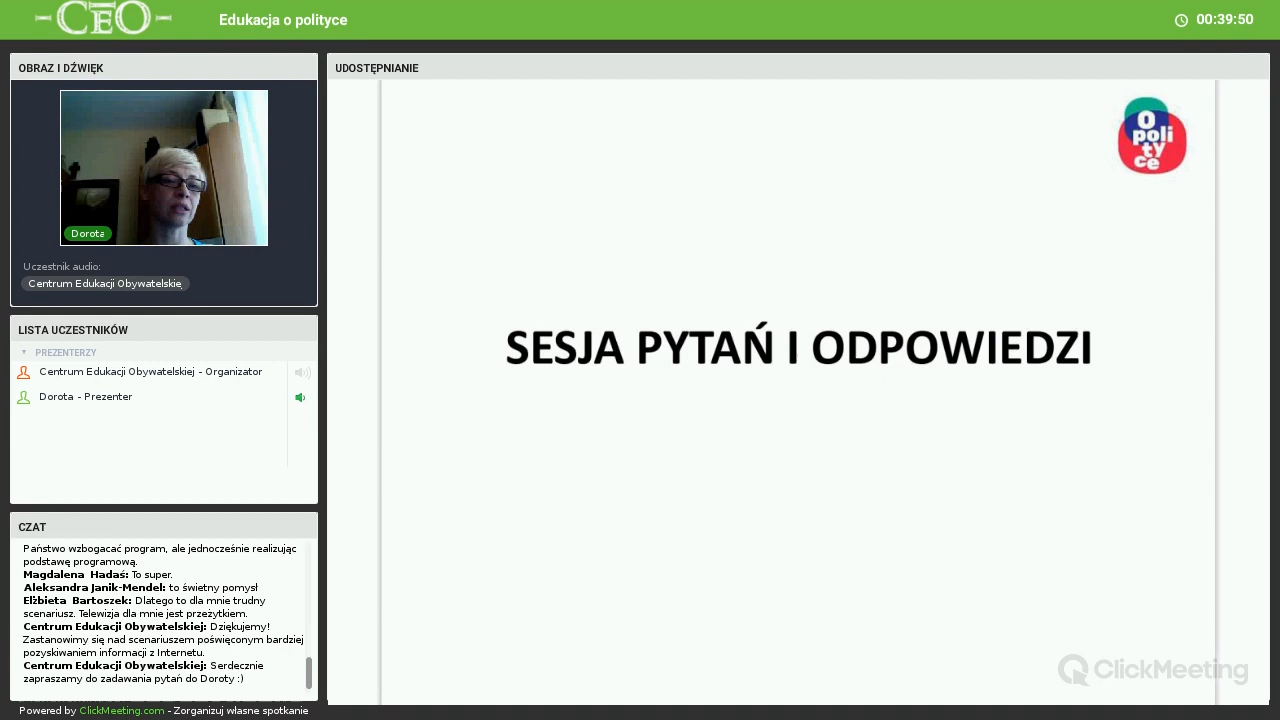 CEO
Edukacja o polityce
00:39:50
OBRAZ I DŹWIĘK
Dorota
Uczestnik audio:
Centrum Edukacji Obywatelskiej
LISTA UCZESTNIKÓW
PREZENTERZY
Centrum Edukacji Obywatelskiej - Organizator
Dorota - Prezenter
CZAT
Państwo wzbogacać program, ale jednocześnie realizując
podstawę programową.
Magdalena Hadaś: To super.
Aleksandra Janik-Mendel: to świetny pomysł
Elżbieta Bartoszek: Dlatego to dla mnie trudny
scenariusz. Telewizja dla mnie jest przeżytkiem.
Centrum Edukacji Obywatelskiej: Dziękujemy!
Zastanowimy się nad scenariuszem poświęconym bardziej
pozyskiwaniem informacji z Internetu.
Centrum Edukacji Obywatelskiej: Serdecznie
zapraszamy do zadawania pytań do Doroty :)
Powered by ClickMeeting.com - Zorganizuj własne spotkanie
UDOSTĘPNIANIE
O
poli
ty
ce
SESJA PYTAŃ I ODPOWIEDZI
ClickMeeting